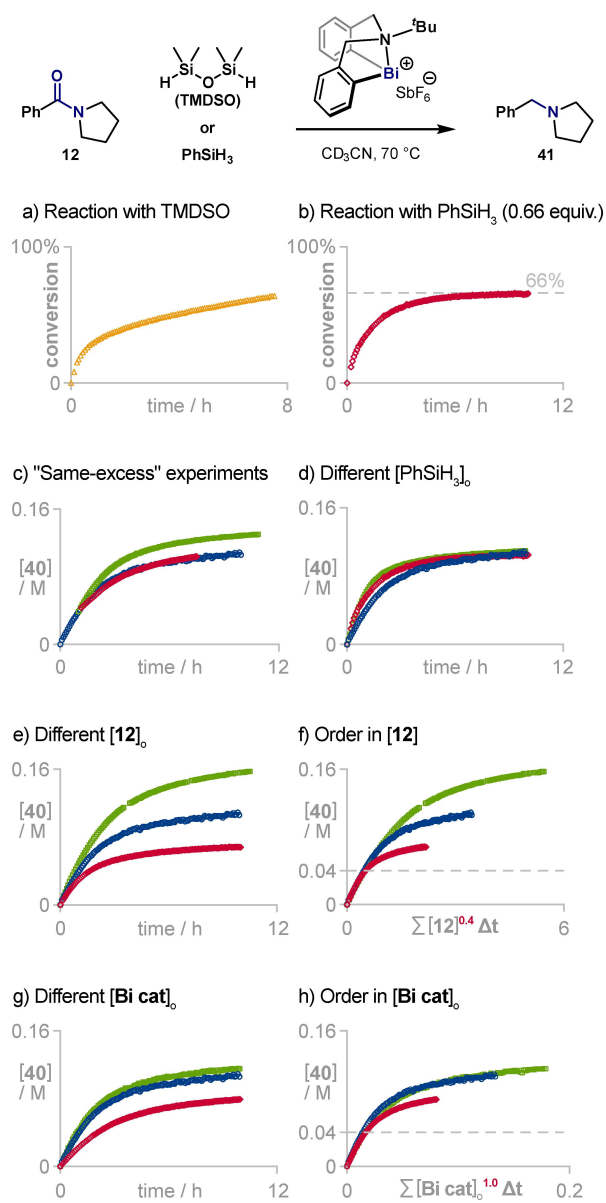 O
Ph
N
12
Si Si
H O H
(TMDSO)
or
PhSiH₃
N ᵗBu
Bi ⊕
⊖
SbF₆
CD₃CN, 70 °C
Ph N
41
a) Reaction with TMDSO
100%
conversion
0
0 8
time / h
b) Reaction with PhSiH₃ (0.66 equiv.)
100%
66%
conversion
0
0 12
time / h
c) "Same-excess" experiments
0.16
[40]
/ M
0
0 12
time / h
d) Different [PhSiH₃]ₒ
0.16
[40]
/ M
0
0 12
time / h
e) Different [12]ₒ
0.16
[40]
/ M
0
0 12
time / h
f) Order in [12]
0.16
[40]
/ M
0.04
0
0 6
∑[12]^0.4 Δt
g) Different [Bi cat]ₒ
0.16
[40]
/ M
0
0 12
time / h
h) Order in [Bi cat]ₒ
0.16
[40]
/ M
0.04
0
0 0.2
∑[Bi cat]ₒ^1.0 Δt